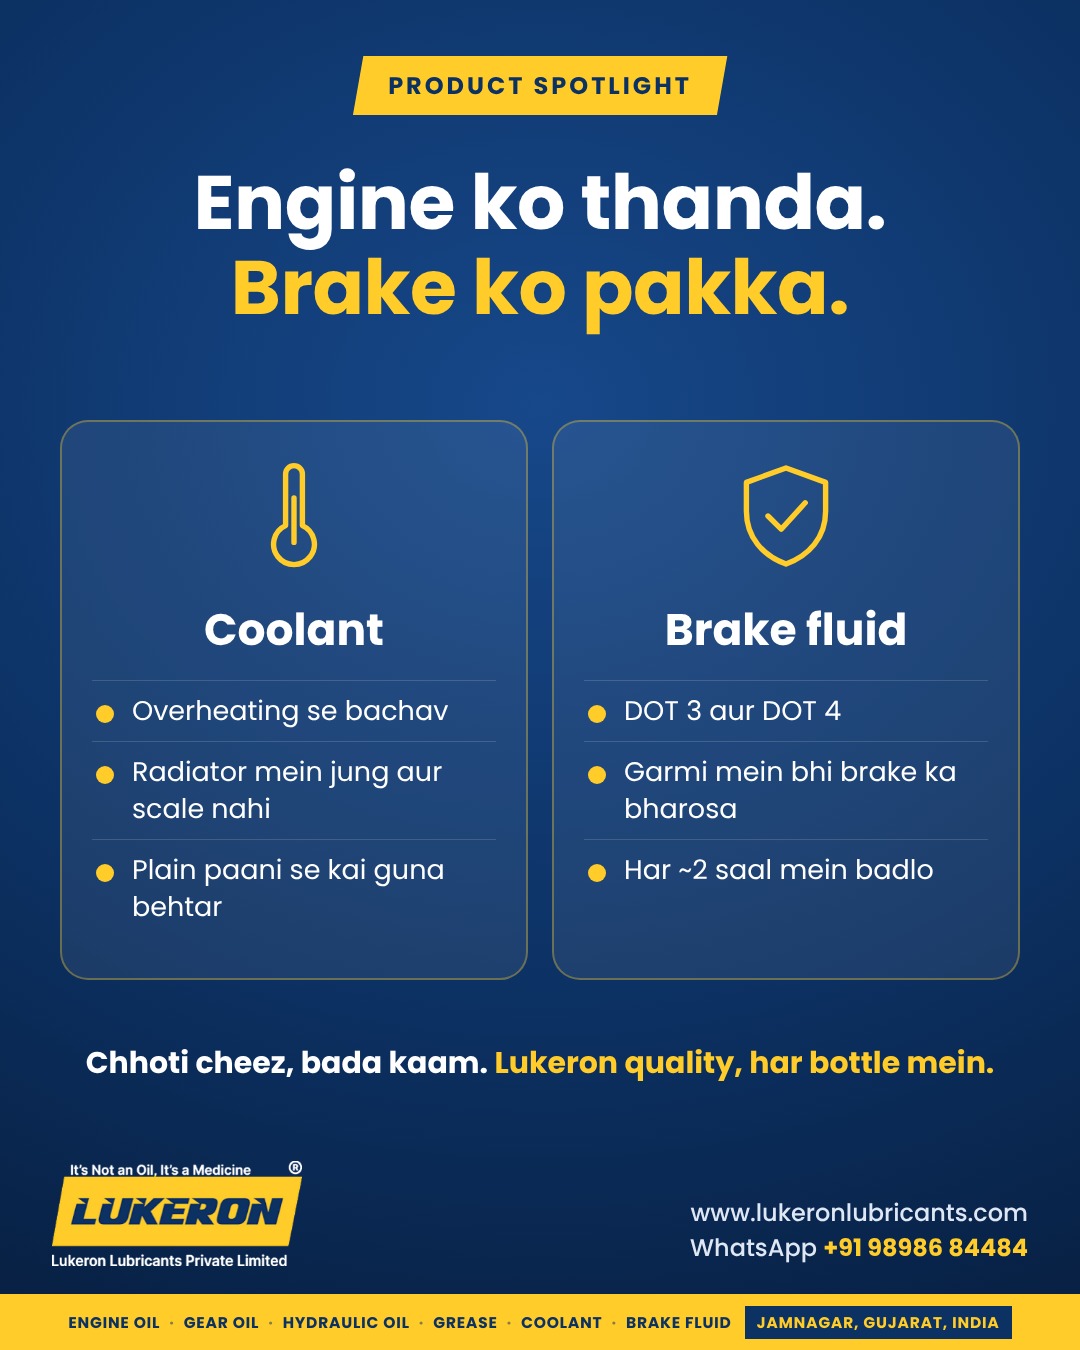 PRODUCT SPOTLIGHT
Engine ko thanda.
Brake ko pakka.
Coolant
Overheating se bachav
Radiator mein jung aur
scale nahi
Plain paani se kai guna
behtar
Brake fluid
DOT 3 aur DOT 4
Garmi mein bhi brake ka
bharosa
Har ~2 saal mein badlo
Chhoti cheez, bada kaam. Lukeron quality, har bottle mein.
It's Not an Oil, It's a Medicine ®
LUKERON
Lukeron Lubricants Private Limited
www.lukeronlubricants.com
WhatsApp +91 98986 84484
ENGINE OIL · GEAR OIL · HYDRAULIC OIL · GREASE · COOLANT · BRAKE FLUID JAMNAGAR, GUJARAT, INDIA